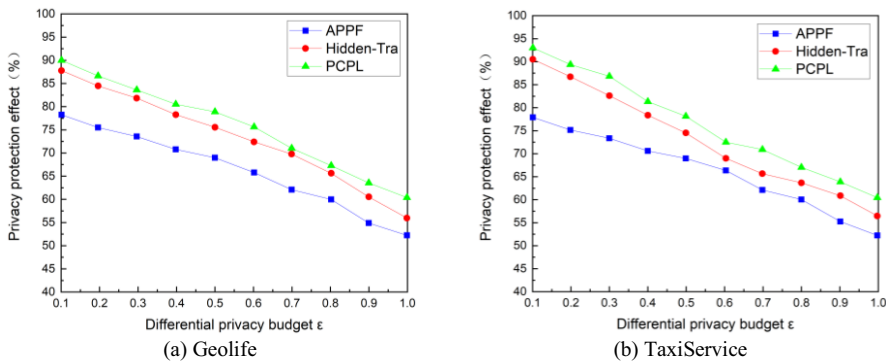 100
95
90
85
80
75
70
65
60
55
50
45
40
Privacy protection effect（%）
APPF
Hidden-Tra
PCPL
0.1 0.2 0.3 0.4 0.5 0.6 0.7 0.8 0.9 1.0
Differential privacy budget ε
(a) Geolife
100
95
90
85
80
75
70
65
60
55
50
45
40
Privacy protection effect（%）
APPF
Hidden-Tra
PCPL
0.1 0.2 0.3 0.4 0.5 0.6 0.7 0.8 0.9 1.0
Differential privacy budget ε
(b) TaxiService